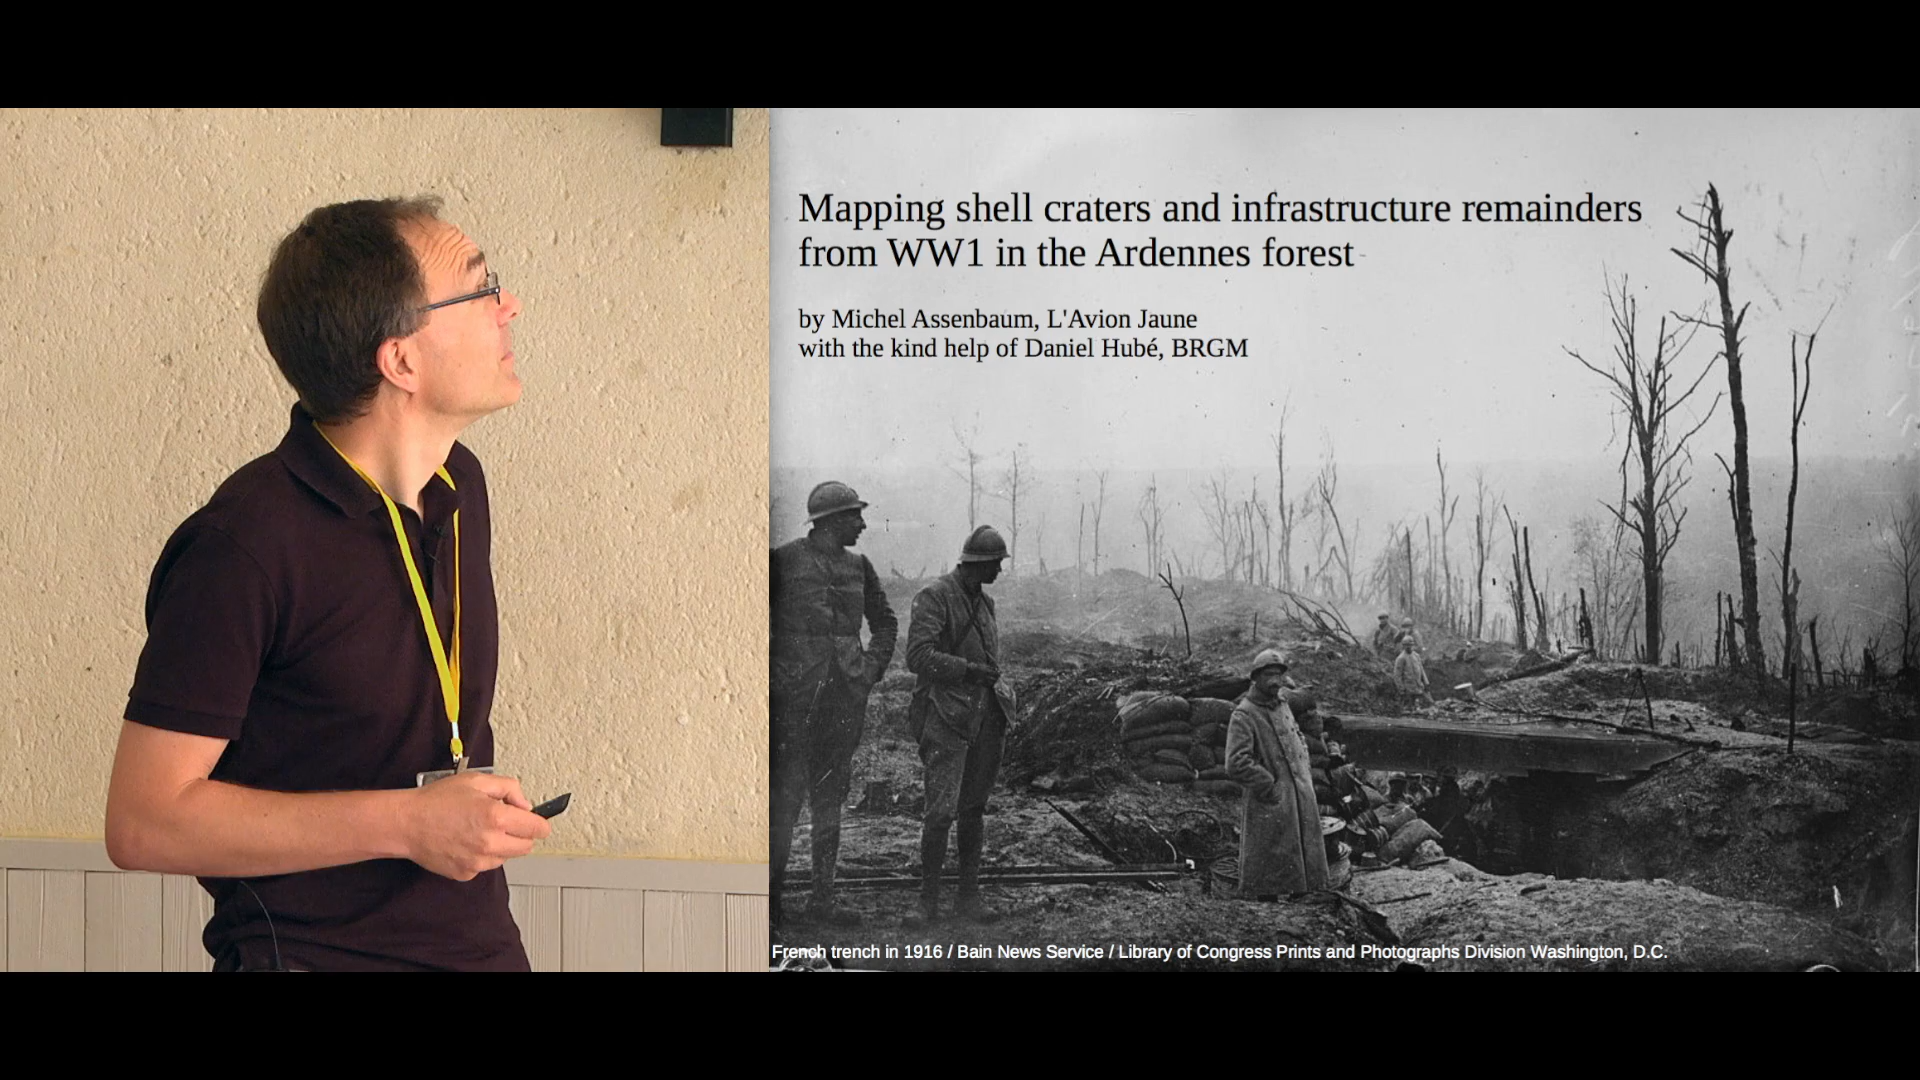 Mapping shell craters and infrastructure remainders
from WW1 in the Ardennes forest
by Michel Assenbaum, L'Avion Jaune
with the kind help of Daniel Hubé, BRGM
French trench in 1916 / Bain News Service / Library of Congress Prints and Photographs Division Washington, D.C.